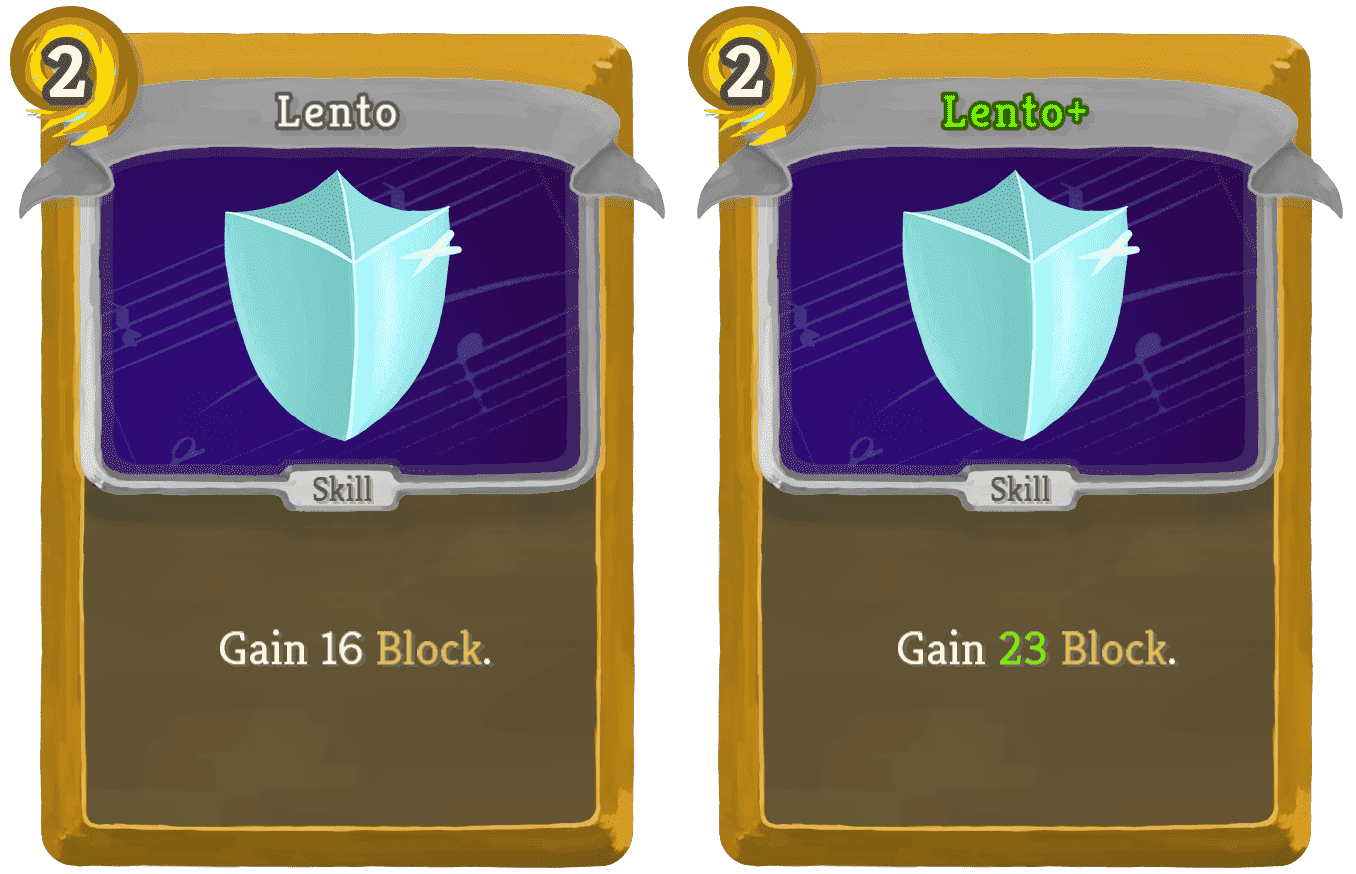 2
Lento
Skill
Gain 16 Block.
2
Lento+
Skill
Gain 23 Block.